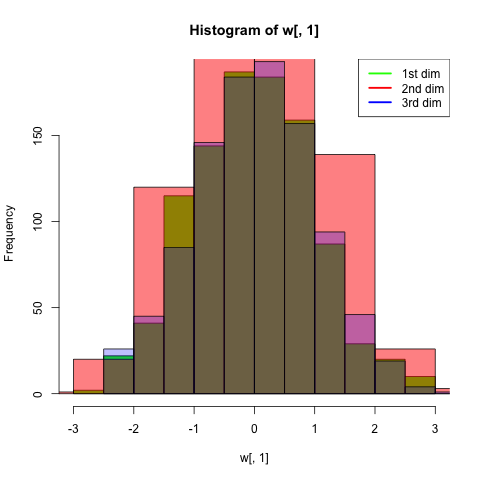 Histogram of w[, 1]
1st dim
2nd dim
3rd dim
Frequency
150
100
50
0
-3 -2 -1 0 1 2 3
w[, 1]